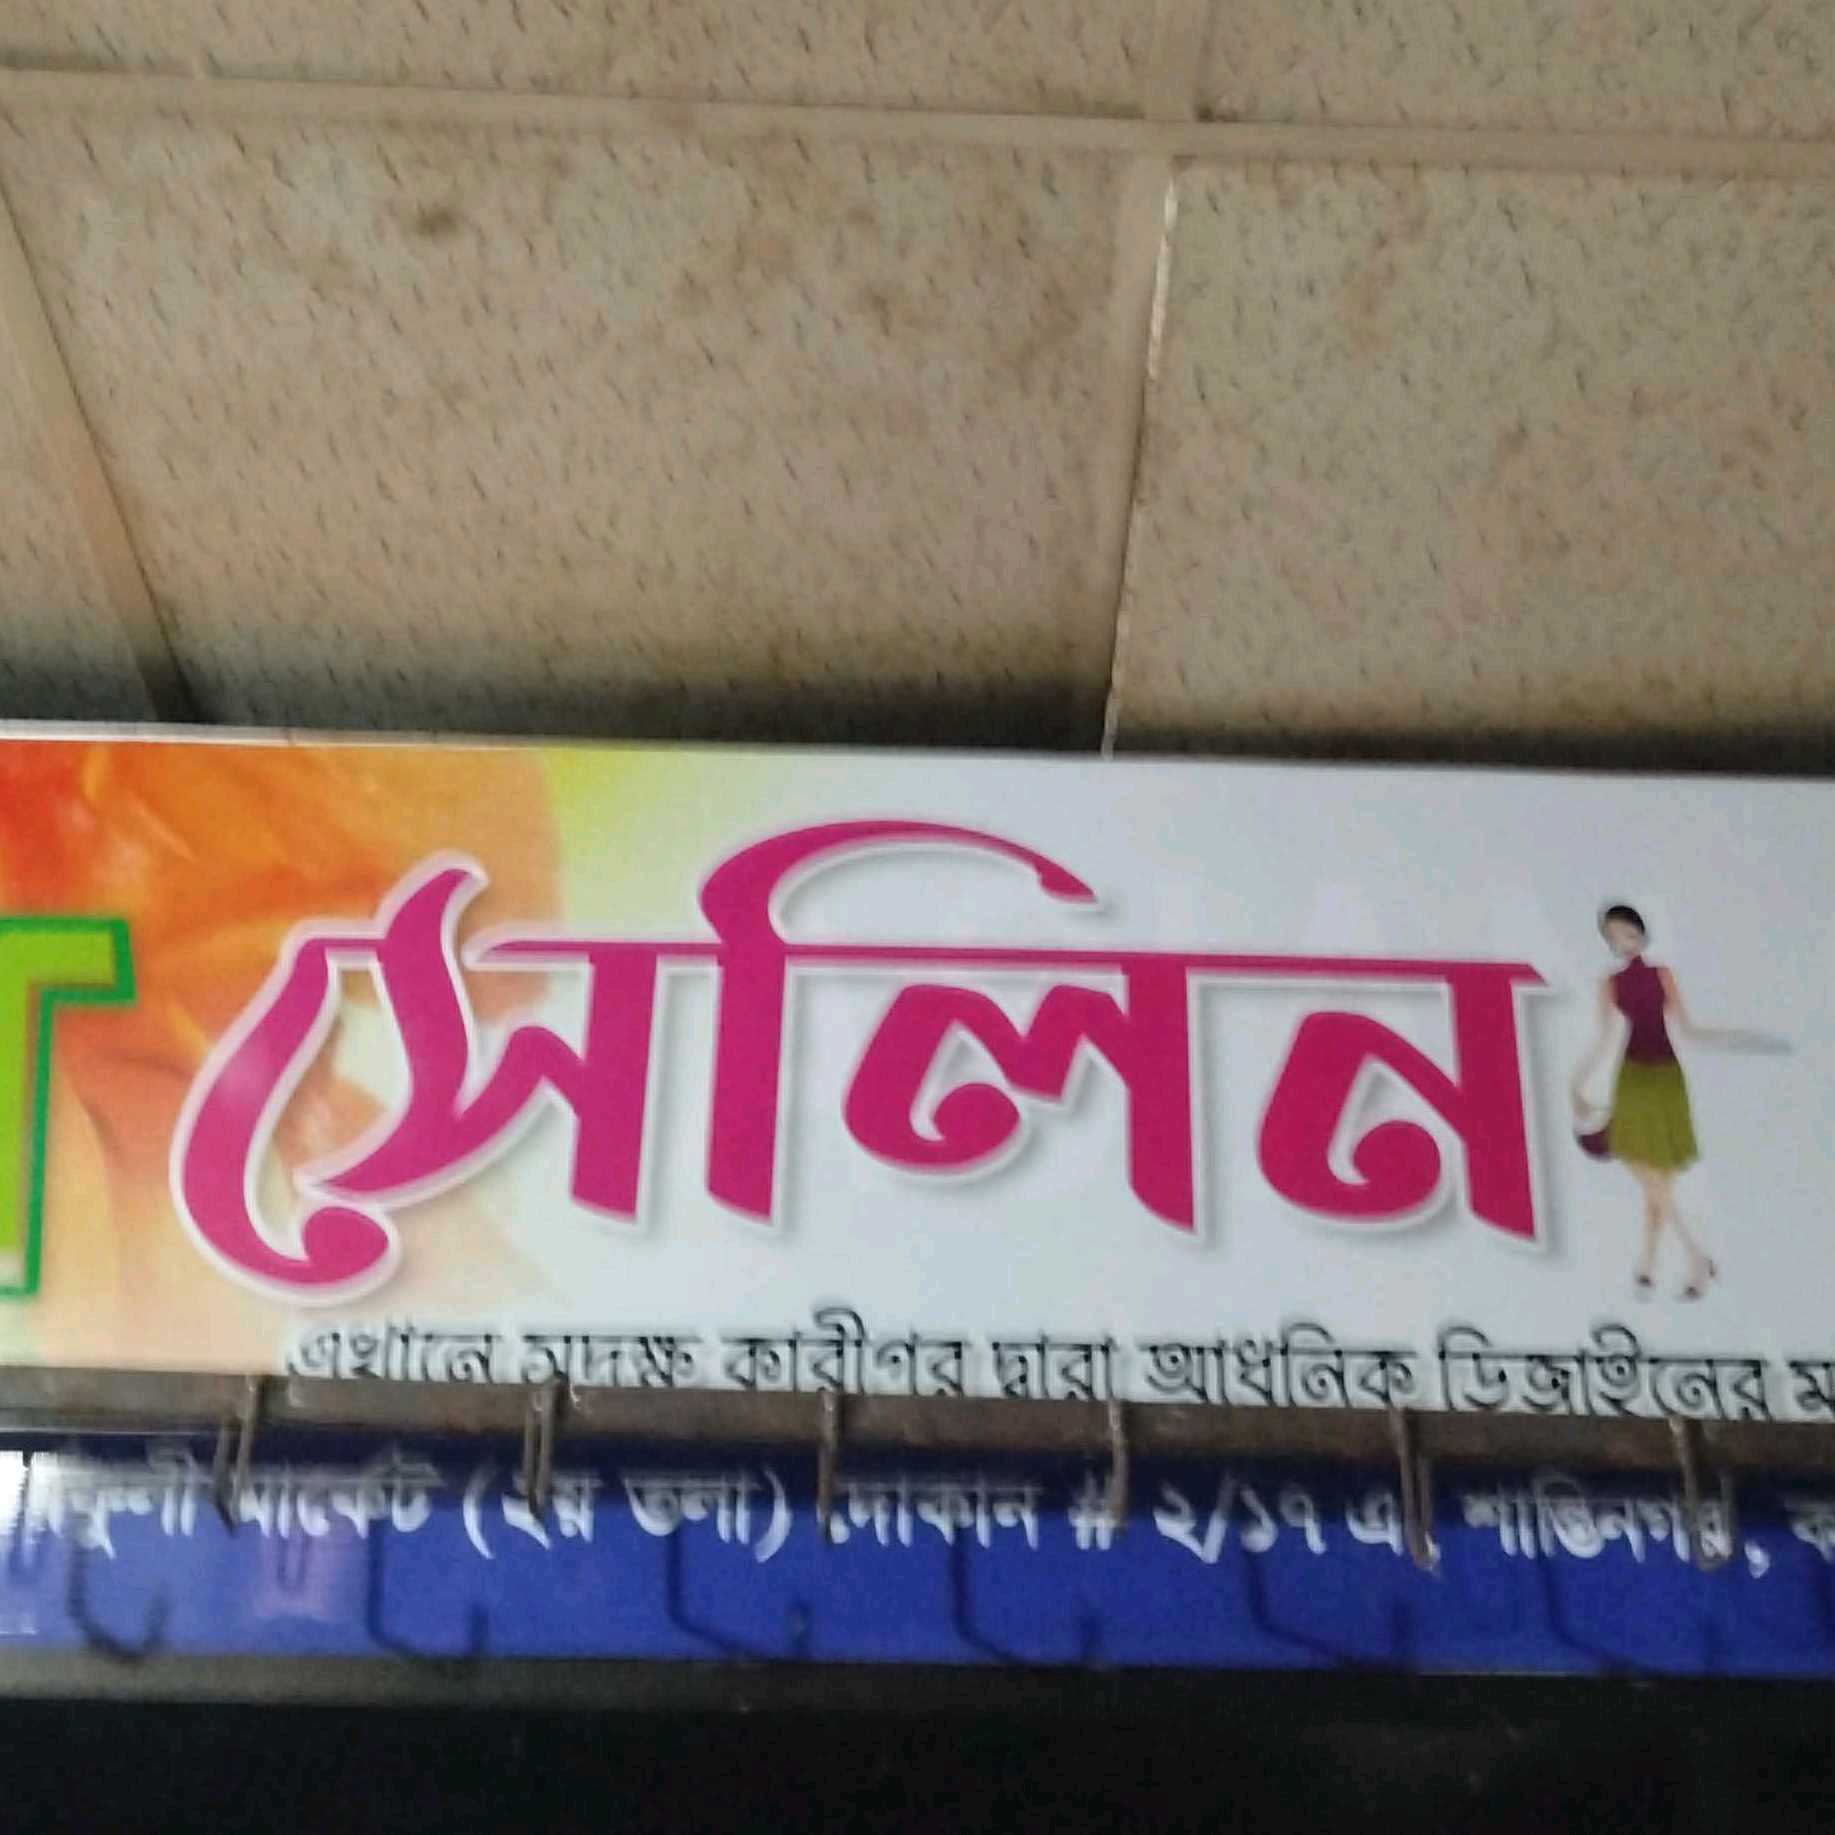 সেলিন
এখানে সুদক্ষ কারীগর দ্বারা আধুনিক ডিজাইনের
মার্কেট (২য় তলা) দোকান # ২/১৭ এ, শান্তিনগর,